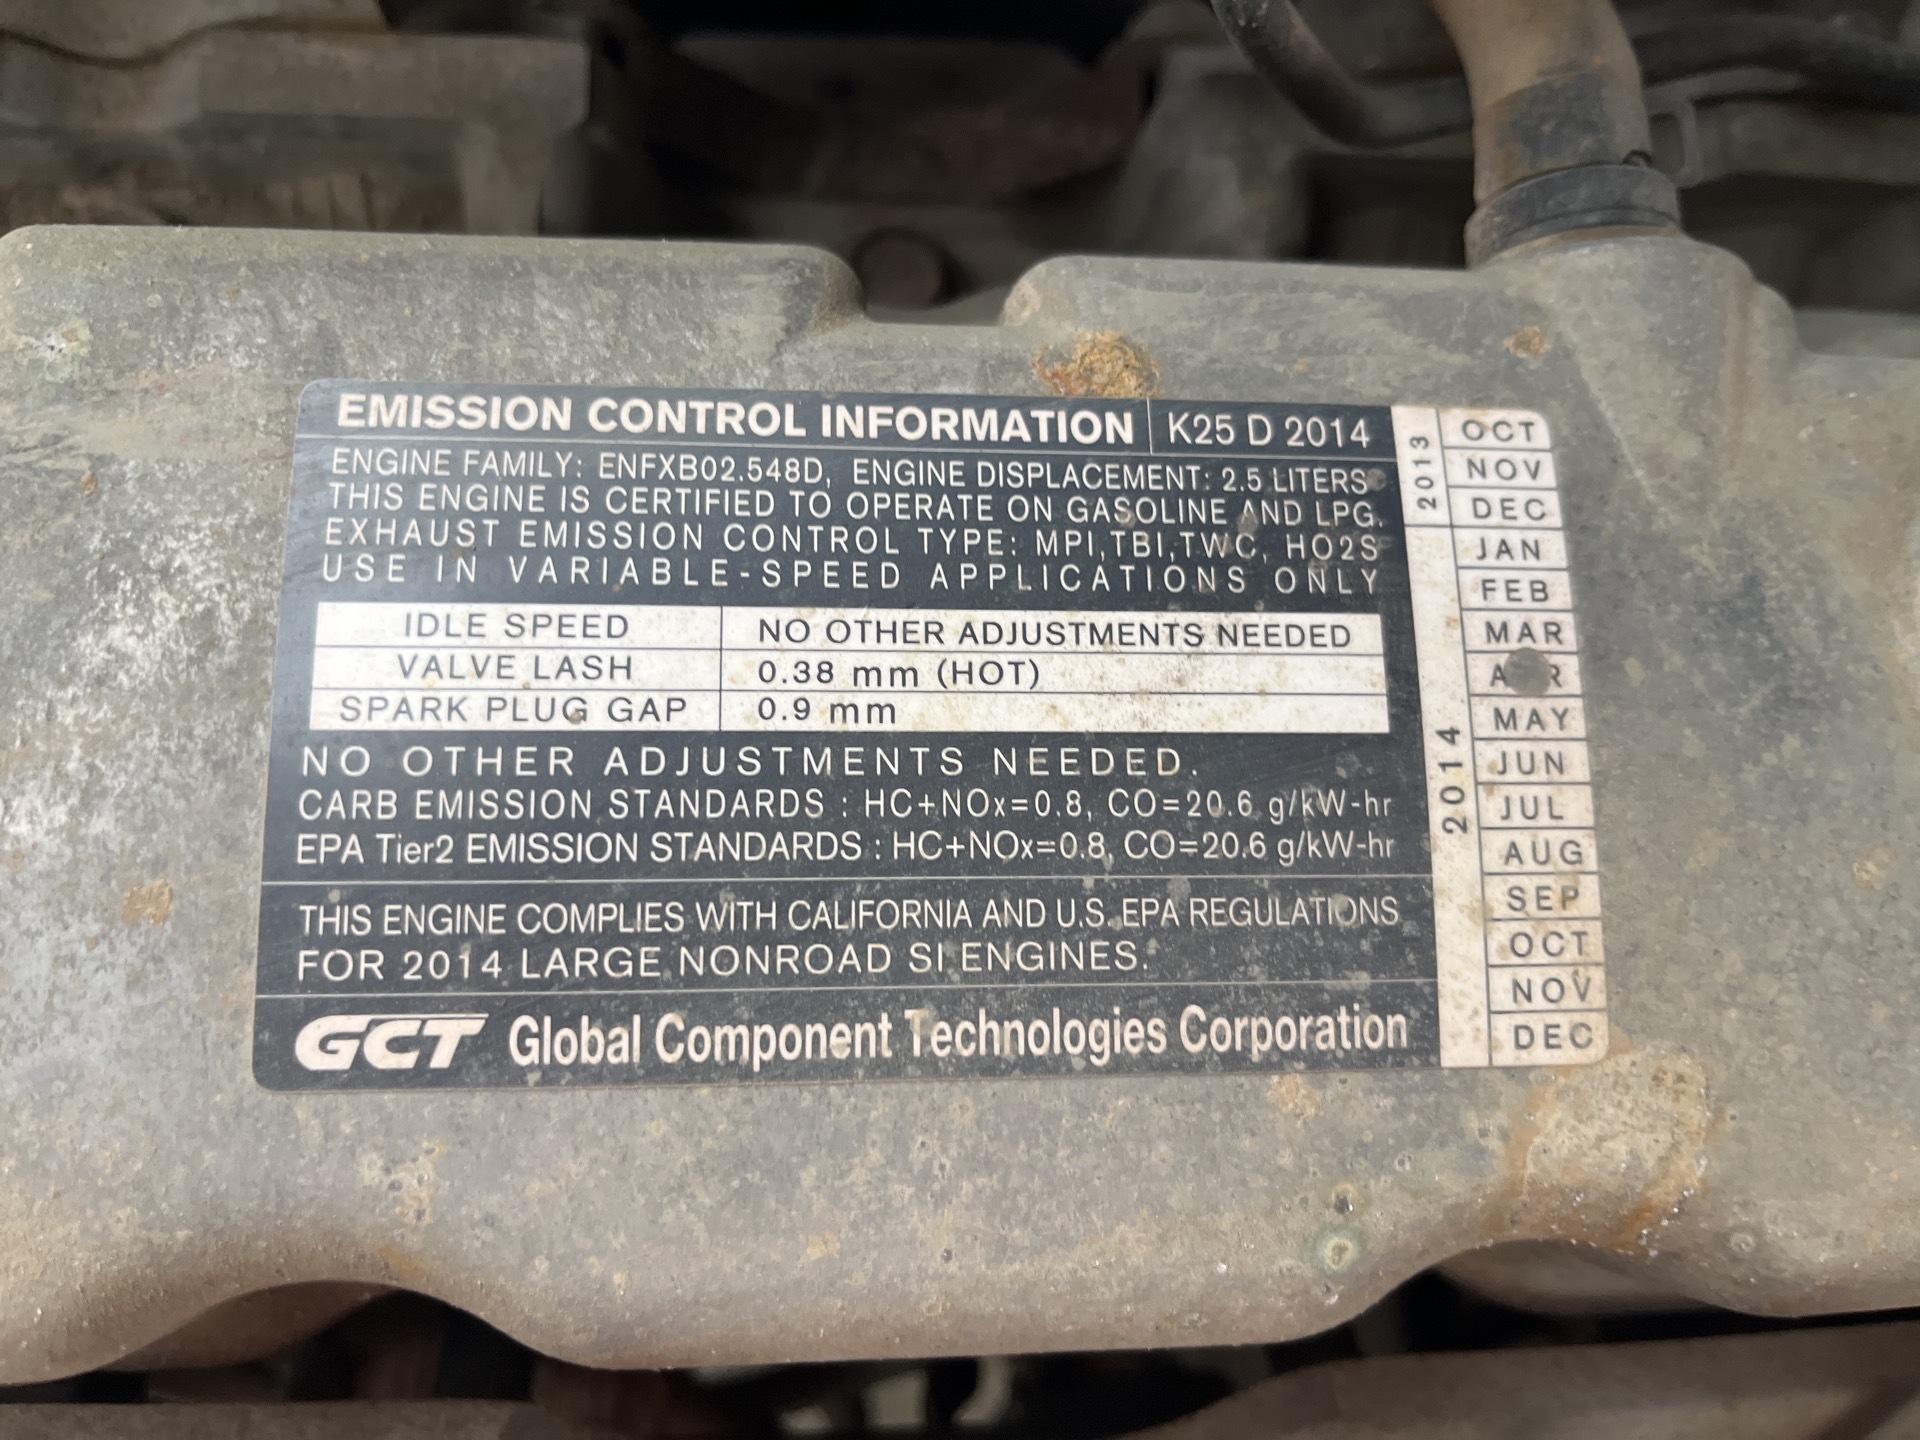 EMISSION CONTROL INFORMATION K25 D 2014
ENGINE FAMILY: ENFXB02.548D, ENGINE DISPLACEMENT: 2.5 LITERS
THIS ENGINE IS CERTIFIED TO OPERATE ON GASOLINE AND LPG.
EXHAUST EMISSION CONTROL TYPE: MPI,TBI,TWC, HO2S
USE IN VARIABLE-SPEED APPLICATIONS ONLY
IDLE SPEED NO OTHER ADJUSTMENTS NEEDED
VALVE LASH 0.38 mm (HOT)
SPARK PLUG GAP 0.9 mm
NO OTHER ADJUSTMENTS NEEDED.
CARB EMISSION STANDARDS : HC+NOx=0.8, CO=20.6 g/kW-hr
EPA Tier2 EMISSION STANDARDS : HC+NOx=0.8, CO=20.6 g/kW-hr
THIS ENGINE COMPLIES WITH CALIFORNIA AND U.S. EPA REGULATIONS
FOR 2014 LARGE NONROAD SI ENGINES.
GCT Global Component Technologies Corporation
2013
OCT
NOV
DEC
2014
JAN
FEB
MAR
APR
MAY
JUN
JUL
AUG
SEP
OCT
NOV
DEC